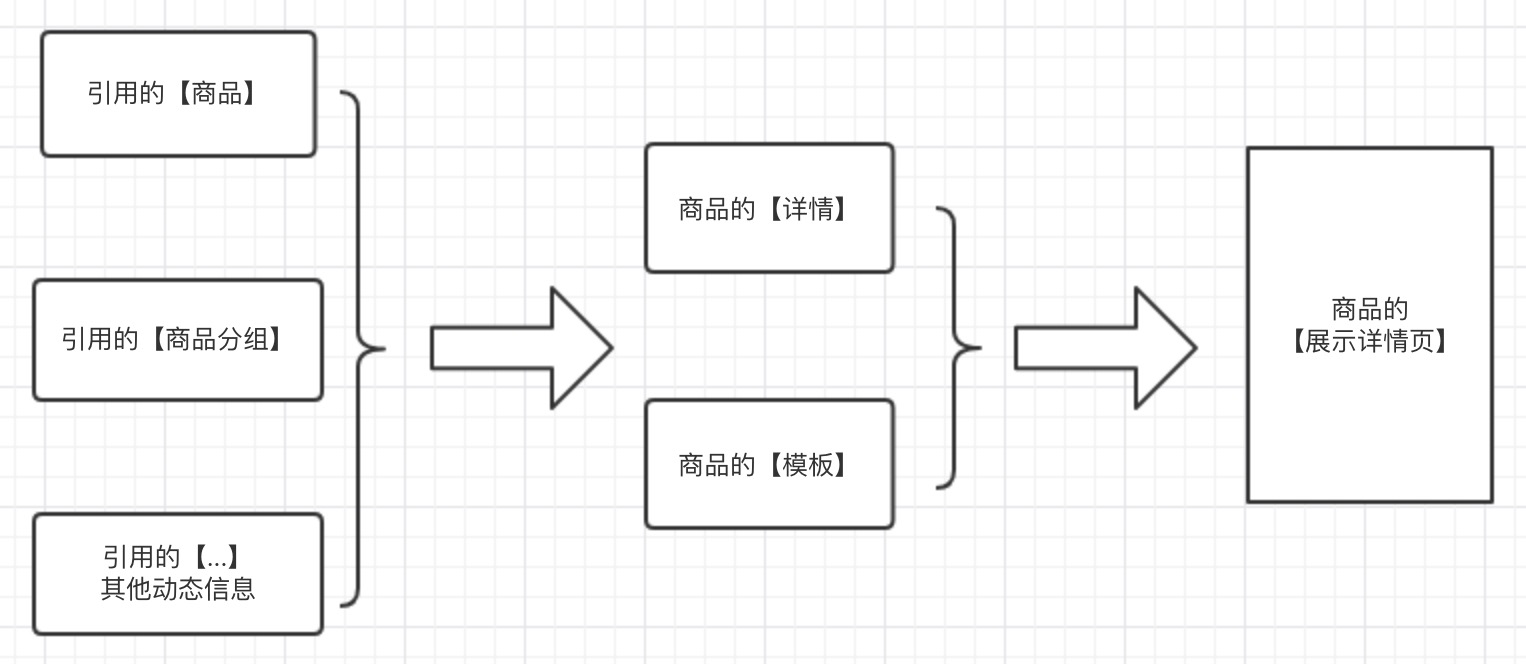 引用的【商品】
引用的【商品分组】
引用的【...】
其他动态信息
商品的【详情】
商品的【模板】
商品的
【展示详情页】